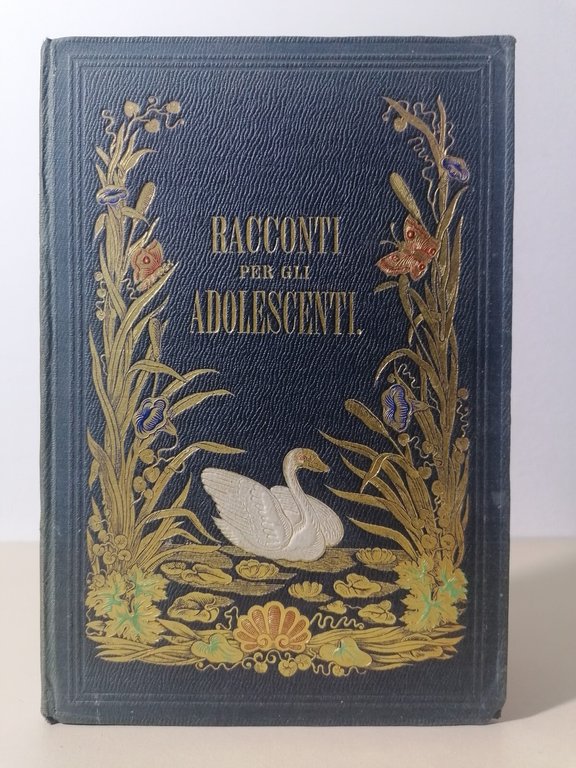 RACCONTI
PER GLI
ADOLESCENTI.